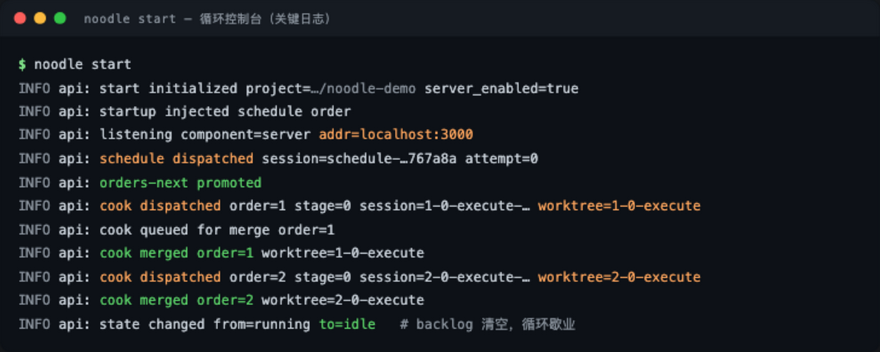 noodle start — 循环控制台（关键日志）
$ noodle start
INFO api: start initialized project=…/noodle-demo server_enabled=true
INFO api: startup injected schedule order
INFO api: listening component=server addr=localhost:3000
INFO api: schedule dispatched session=schedule-…767a8a attempt=0
INFO api: orders-next promoted
INFO api: cook dispatched order=1 stage=0 session=1-0-execute-… worktree=1-0-execute
INFO api: cook queued for merge order=1
INFO api: cook merged order=1 worktree=1-0-execute
INFO api: cook dispatched order=2 stage=0 session=2-0-execute-… worktree=2-0-execute
INFO api: cook merged order=2 worktree=2-0-execute
INFO api: state changed from=running to=idle # backlog 清空，循环歇业